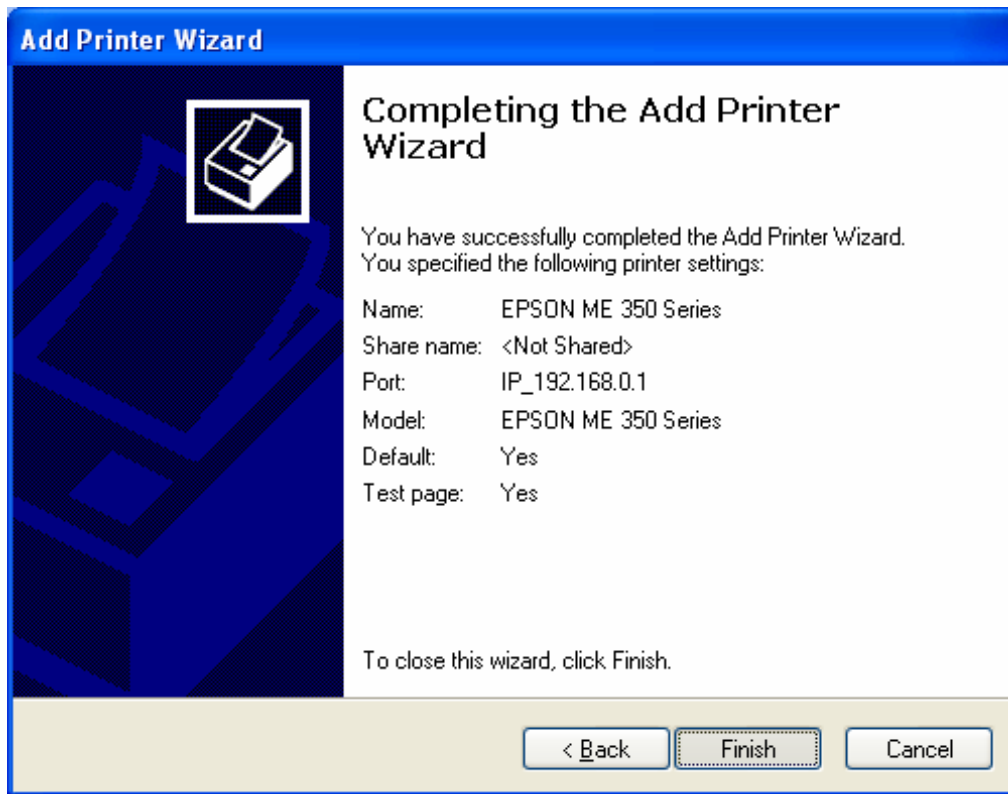 Add Printer Wizard
Completing the Add Printer
Wizard
You have successfully completed the Add Printer Wizard.
You specified the following printer settings:
Name: EPSON ME 350 Series
Share name: <Not Shared>
Port: IP_192.168.0.1
Model: EPSON ME 350 Series
Default: Yes
Test page: Yes
To close this wizard, click Finish.
< Back Finish Cancel